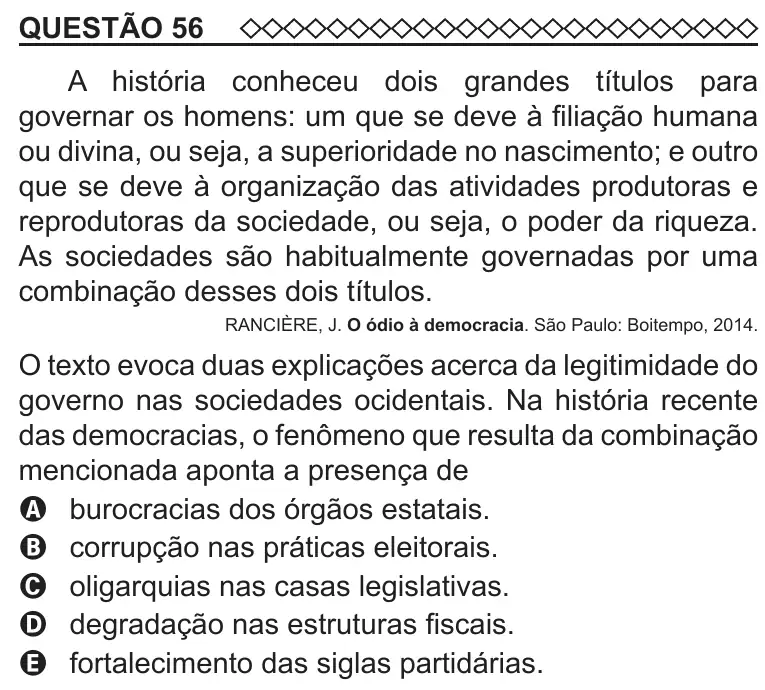 QUESTÃO 56
A história conheceu dois grandes títulos para
governar os homens: um que se deve à filiação humana
ou divina, ou seja, a superioridade no nascimento; e outro
que se deve à organização das atividades produtoras e
reprodutoras da sociedade, ou seja, o poder da riqueza.
As sociedades são habitualmente governadas por uma
combinação desses dois títulos.
RANCIÈRE, J. O ódio à democracia. São Paulo: Boitempo, 2014.
O texto evoca duas explicações acerca da legitimidade do
governo nas sociedades ocidentais. Na história recente
das democracias, o fenômeno que resulta da combinação
mencionada aponta a presença de
A burocracias dos órgãos estatais.
B corrupção nas práticas eleitorais.
C oligarquias nas casas legislativas.
D degradação nas estruturas fiscais.
E fortalecimento das siglas partidárias.